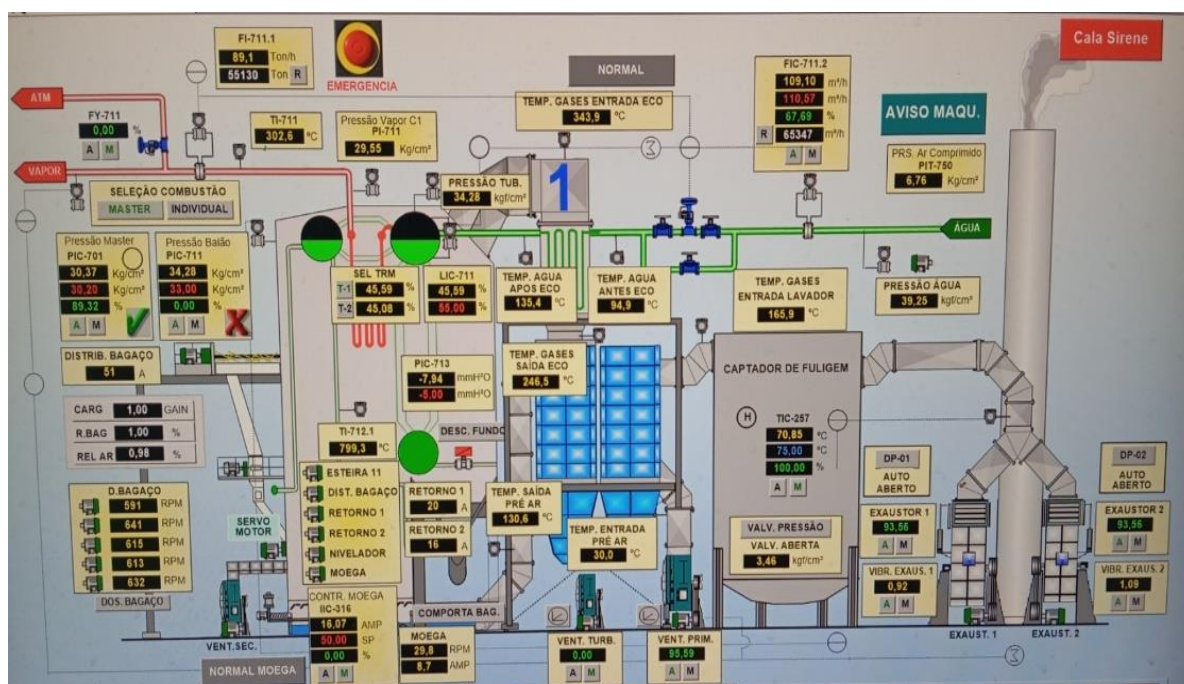 FI-711.1
89,1 Ton/h
55130 Ton R
EMERGENCIA
NORMAL
FIC-711.2
109,10 m³/h
110,57 m³/h
67,69 %
R 65347 m³/h
A M
Cala Sirene
ATM
FY-711
0,00 %
A M
TI-711
302,6 °C
Pressão Vapor C1
PI-711
29,55 Kg/cm²
TEMP. GASES ENTRADA ECO
343,9 °C
AVISO MAQU.
PRS. Ar Comprimido
PIT-750
6,76 Kg/cm²
VAPOR
SELEÇÃO COMBUSTÃO
MASTER INDIVIDUAL
PRESSÃO TUB.
34,28 kgf/cm²
1
ÁGUA
Pressão Master
PIC-701
30,37 Kg/cm²
30,20 Kg/cm²
89,32 %
A M
Pressão Balão
PIC-711
34,28 Kg/cm²
33,00 Kg/cm²
0,00 %
A M
SEL TRM
T-1 45,59 %
T-2 45,08 %
LIC-711
45,59 %
55,00 %
TEMP. AGUA
APOS ECO
135,4 °C
TEMP. AGUA
ANTES ECO
94,9 °C
TEMP. GASES
ENTRADA LAVADOR
165,9 °C
PRESSÃO ÁGUA
39,25 kgf/cm²
DISTRIB. BAGAÇO
51 A
PIC-713
-7,94 mmH²O
-5,00 mmH²O
TEMP. GASES
SAÍDA ECO
246,5 °C
CAPTADOR DE FULIGEM
CARG 1,00 GAIN
R.BAG 1,00 %
REL AR 0,98 %
TI-712.1
799,3 °C
DESC. FUNDO
H
TIC-257
70,85 °C
75,00 °C
100,00 %
A M
DP-01
AUTO
ABERTO
DP-02
AUTO
ABERTO
D.BAGAÇO
591 RPM
641 RPM
615 RPM
613 RPM
632 RPM
DOS. BAGAÇO
SERVO
MOTOR
ESTEIRA 11
DIST. BAGAÇO
RETORNO 1
RETORNO 2
NIVELADOR
MOEGA
RETORNO 1
20 A
RETORNO 2
16 A
TEMP. SAÍDA
PRÉ AR
130,6 °C
TEMP. ENTRADA
PRÉ AR
30,0 °C
VALV. PRESSÃO
VALV. ABERTA
3,46 kgf/cm²
EXAUSTOR 1
93,56
A M
EXAUSTOR 2
93,56
A M
VIBR. EXAUS. 1
0,92
A M
VIBR. EXAUS. 2
1,09
A M
CONTR. MOEGA
IIC-316
16,07 AMP
50,00 SP
0,00 %
A M
COMPORTA BAG.
MOEGA
29,8 RPM
8,7 AMP
VENT.SEC.
NORMAL MOEGA
VENT. TURB.
0,00
A M
VENT. PRIM.
95,59
A M
EXAUST. 1
EXAUST. 2